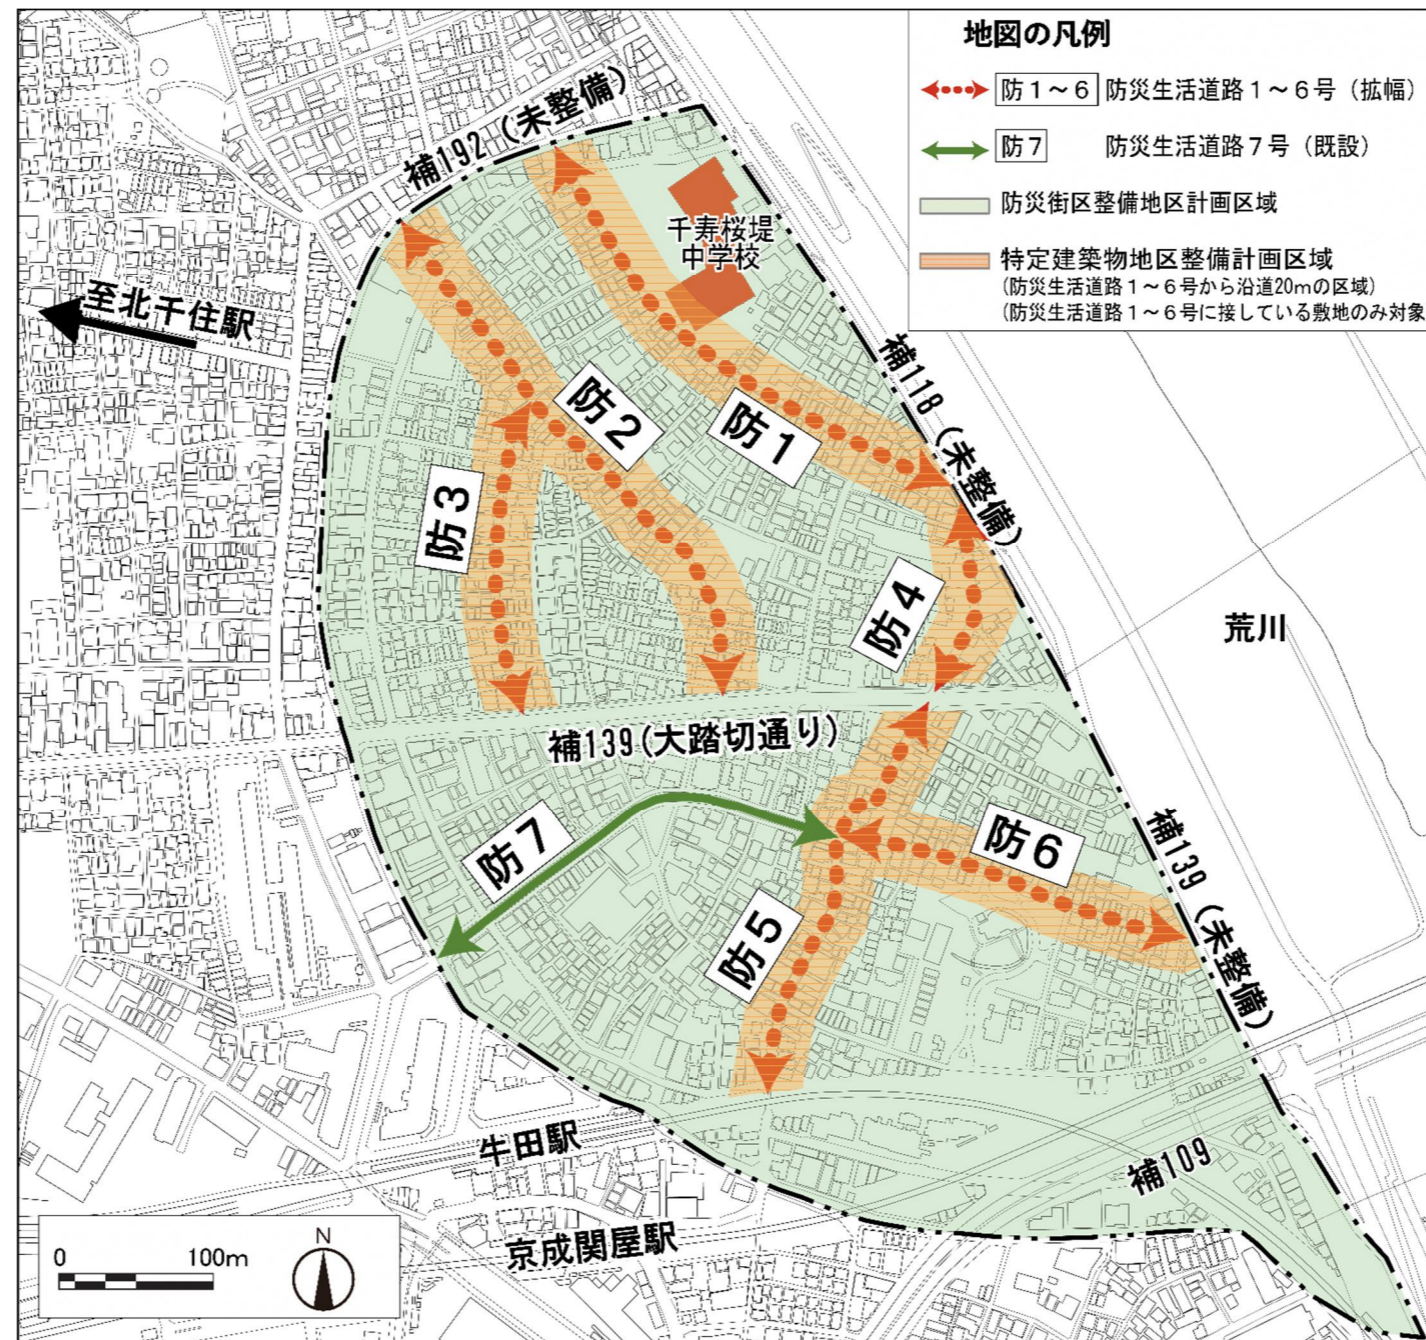 地図の凡例
防1～6 防災生活道路1～6号（拡幅）
防7 防災生活道路7号（既設）
防災街区整備地区計画区域
特定建築物地区整備計画区域
（防災生活道路1～6号から沿道20mの区域）
（防災生活道路1～6号に接している敷地のみ対象
補192（未整備）
千寿桜堤
中学校
至北千住駅
補118（未整備）
防2
防1
防3
防4
荒川
補139(大踏切通り)
防7
防6
補139（未整備）
防5
牛田駅
補109
京成関屋駅
0 100m
N